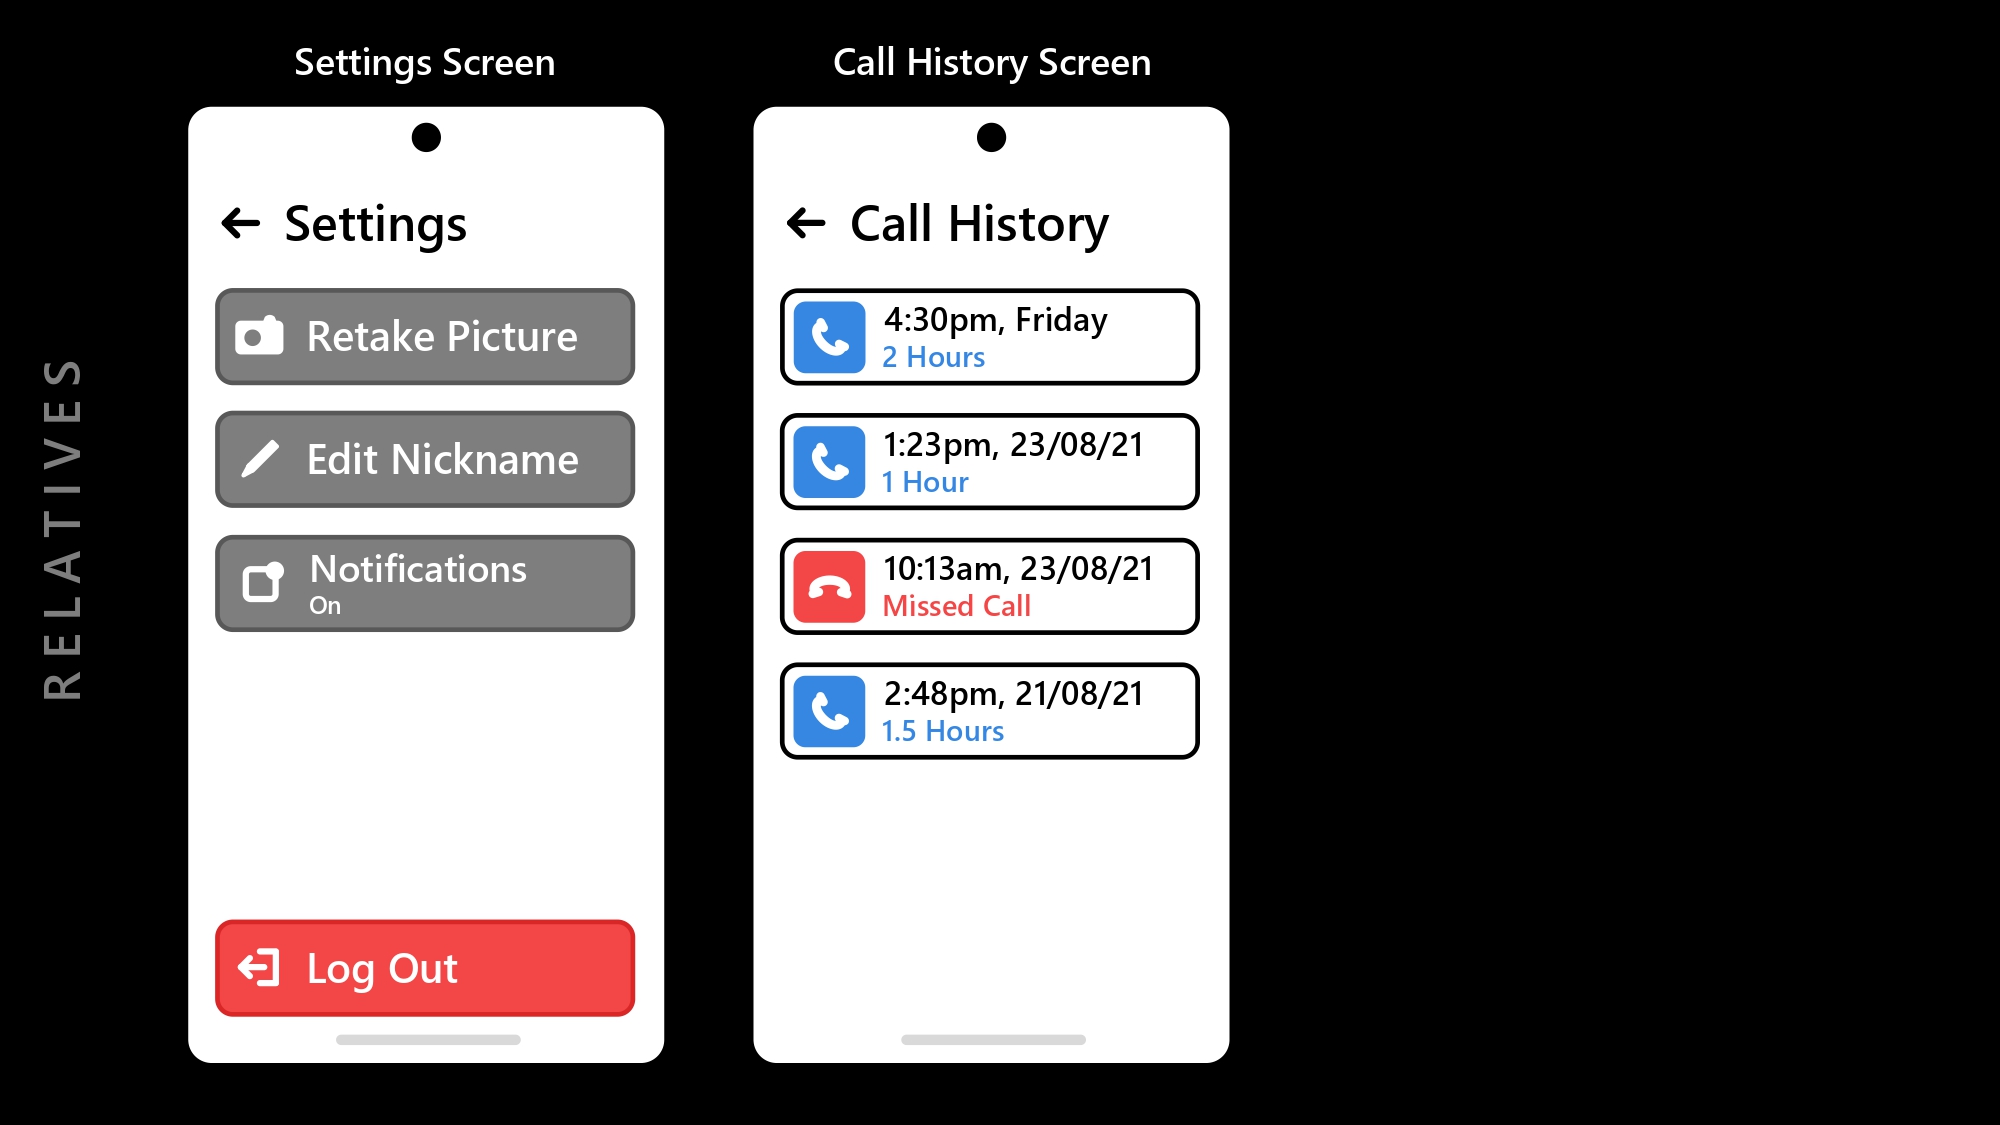 RELATIVES
Settings Screen
Settings
Retake Picture
Edit Nickname
Notifications
On
Log Out
Call History Screen
Call History
4:30pm, Friday
2 Hours
1:23pm, 23/08/21
1 Hour
10:13am, 23/08/21
Missed Call
2:48pm, 21/08/21
1.5 Hours